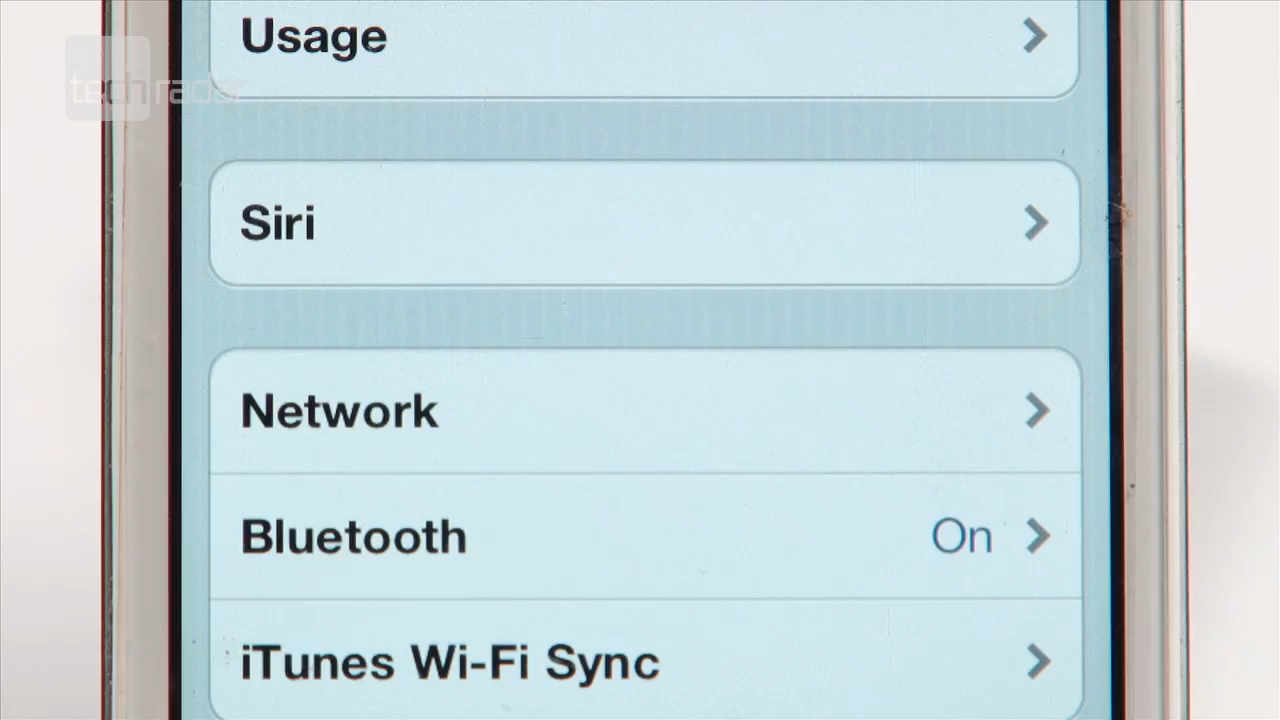 Usage
techradar
Siri
Network
Bluetooth On
iTunes Wi-Fi Sync